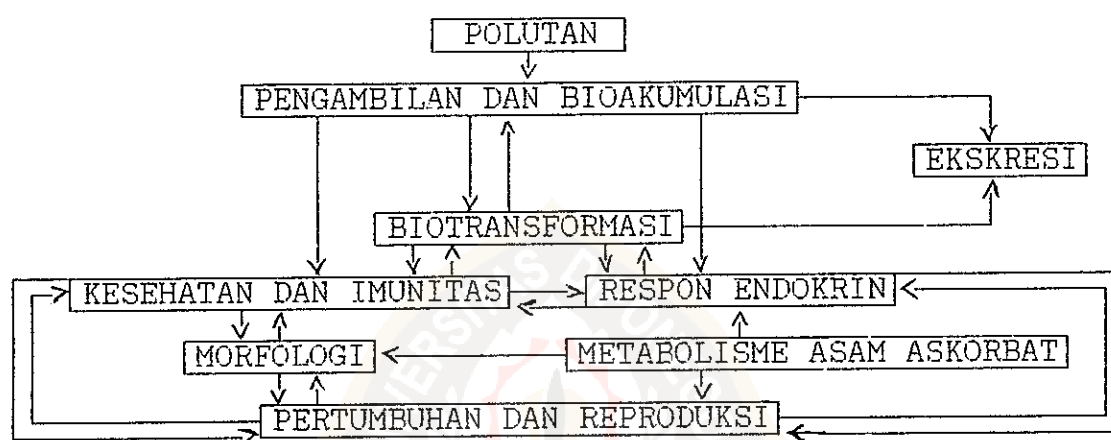 POLUTAN
PENGAMBILAN DAN BIOAKUMULASI
EKSKRESI
BIOTRANSFORMASI
KESEHATAN DAN IMUNITAS
RESPON ENDOKRIN
MORFOLOGI
METABOLISME ASAM ASKORBAT
PERTUMBUHAN DAN REPRODUKSI